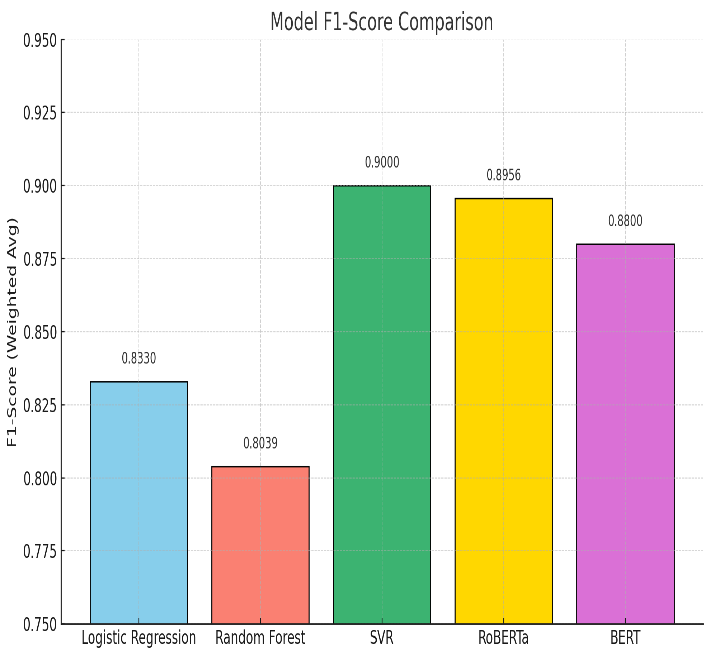 Model F1-Score Comparison
F1-Score (Weighted Avg)
0.950
0.925
0.900
0.875
0.850
0.825
0.800
0.775
0.750
0.8330
0.8039
0.9000
0.8956
0.8800
Logistic Regression
Random Forest
SVR
RoBERTa
BERT